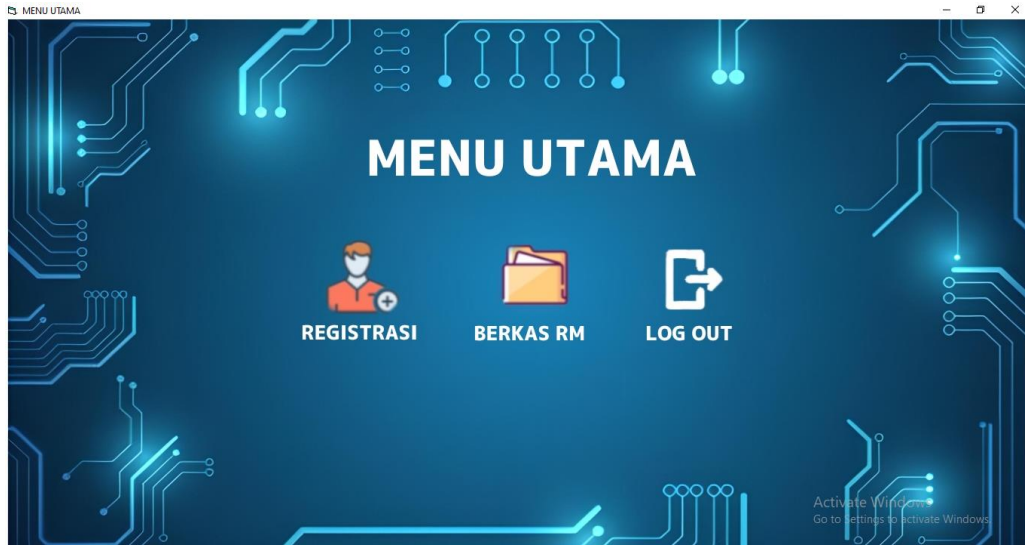 MENU UTAMA
MENU UTAMA
REGISTRASI
BERKAS RM
LOG OUT
Activate Windows
Go to Settings to activate Windows.